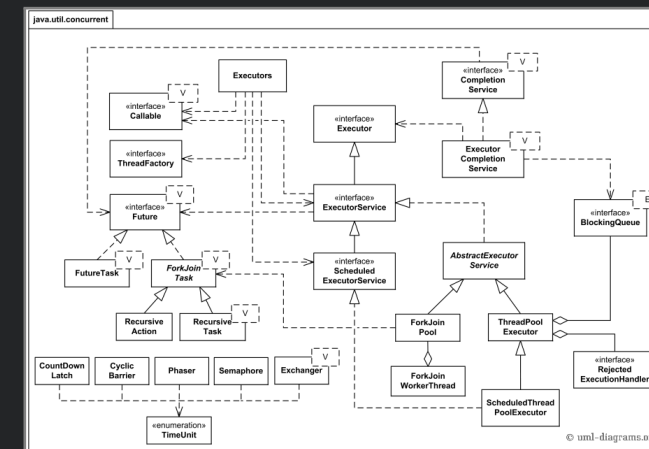 java.util.concurrent
Executors
«interface»
Completion
Service
V
«interface»
Callable
V
«interface»
Executor
Executor
Completion
Service
V
«interface»
ThreadFactory
«interface»
Future
V
«interface»
ExecutorService
«interface»
BlockingQueue
E
FutureTask
V
ForkJoin
Task
V
«interface»
Scheduled
ExecutorService
AbstractExecutor
Service
Recursive
Action
Recursive
Task
V
ForkJoin
Pool
ThreadPool
Executor
CountDown
Latch
Cyclic
Barrier
Phaser
Semaphore
Exchanger
V
ForkJoin
WorkerThread
«interface»
Rejected
ExecutionHandler
ScheduledThread
PoolExecutor
«enumeration»
TimeUnit
© uml-diagrams.o